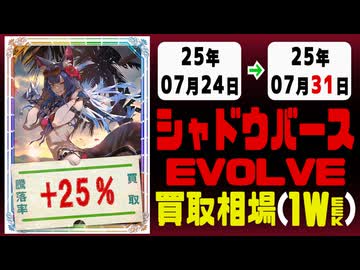 25年
07月24日
25年
07月31日
シャドウバース
EVOLVE
買取相場(1WEEK)
買取
+25%
騰落率